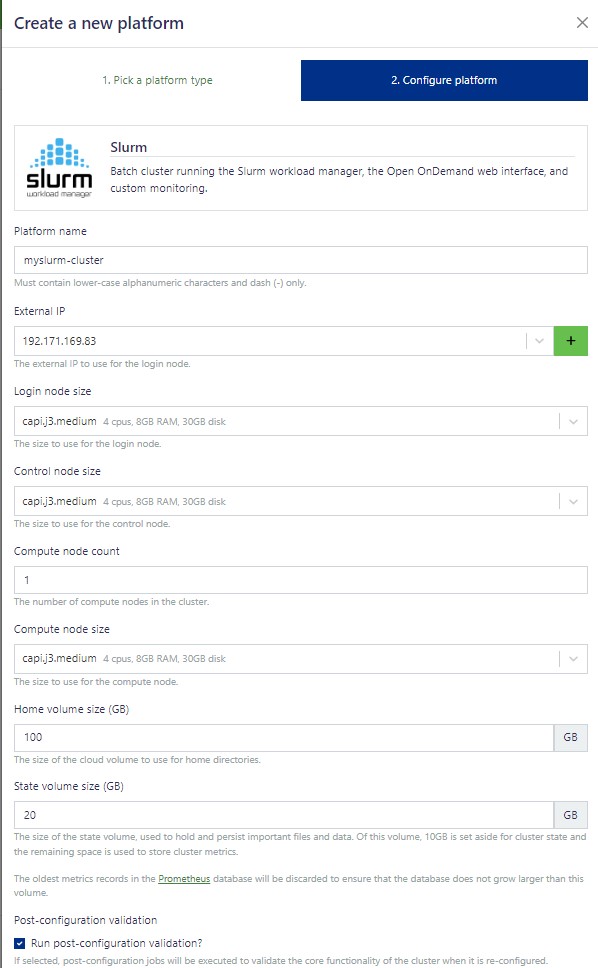 Create a new platform
1. Pick a platform type
2. Configure platform
slurm
workload manager
Slurm
Batch cluster running the Slurm workload manager, the Open OnDemand web interface, and
custom monitoring.
Platform name
myslurm-cluster
Must contain lower-case alphanumeric characters and dash (-) only.
External IP
192.171.169.83
+
The external IP to use for the login node.
Login node size
capi.j3.medium 4 cpus, 8GB RAM, 30GB disk
The size to use for the login node.
Control node size
capi.j3.medium 4 cpus, 8GB RAM, 30GB disk
The size to use for the control node.
Compute node count
1
The number of compute nodes in the cluster.
Compute node size
capi.j3.medium 4 cpus, 8GB RAM, 30GB disk
The size to use for the compute node.
Home volume size (GB)
100 GB
The size of the cloud volume to use for home directories.
State volume size (GB)
20 GB
The size of the state volume, used to hold and persist important files and data. Of this volume, 10GB is set aside for cluster state and
the remaining space is used to store cluster metrics.
The oldest metrics records in the Prometheus database will be discarded to ensure that the database does not grow larger than this
volume.
Post-configuration validation
Run post-configuration validation?
If selected, post-configuration jobs will be executed to validate the core functionality of the cluster when it is re-configured.